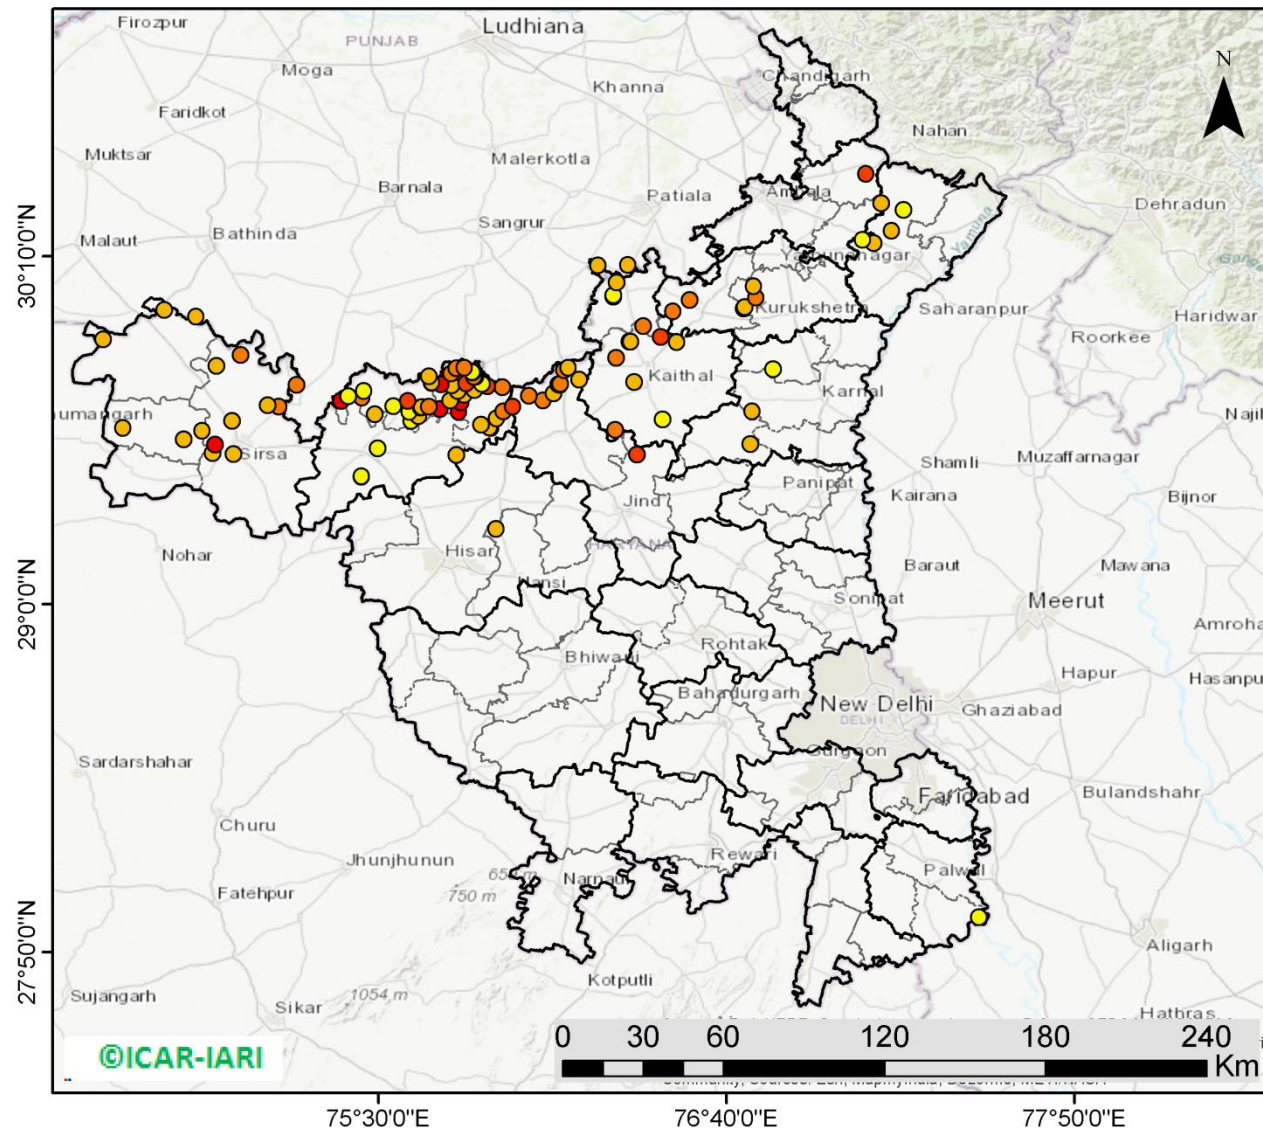 Firozpur
Ludhiana
PUNJAB
Moga
Chandigarh
Khanna
N
Faridkot
Nahan
Muktsar
Malerkotla
Barnala
Patiala
Ambala
Dehradun
Sangrur
Malaut
Bathinda
Yamuna
30°10'0"N
Yamunanagar
Kurukshetra
Saharanpur
Haridwar
Roorkee
Kaithal
Karnal
Sirsa
Shamli
Muzaffarnagar
Panipat
Kairana
Bijnor
Jind
HARYANA
Nohar
Hisar
Baraut
Mawana
Hansi
29°0'0"N
Sonipat
Meerut
Rohtak
Bhiwani
Hapur
Bahadurgarh
New Delhi
Ghaziabad
DELHI
Gurgaon
Sardarshahar
Faridabad
Bulandshahr
Churu
Jhunjhunun
Rewari
Narnaul
Palwal
Fatehpur
750 m
27°50'0"N
Aligarh
Kotputli
Sujangarh
1054 m
Sikar
Hathras
©ICAR-IARI
0 30 60 120 180 240
Km
75°30'0"E 76°40'0"E 77°50'0"E